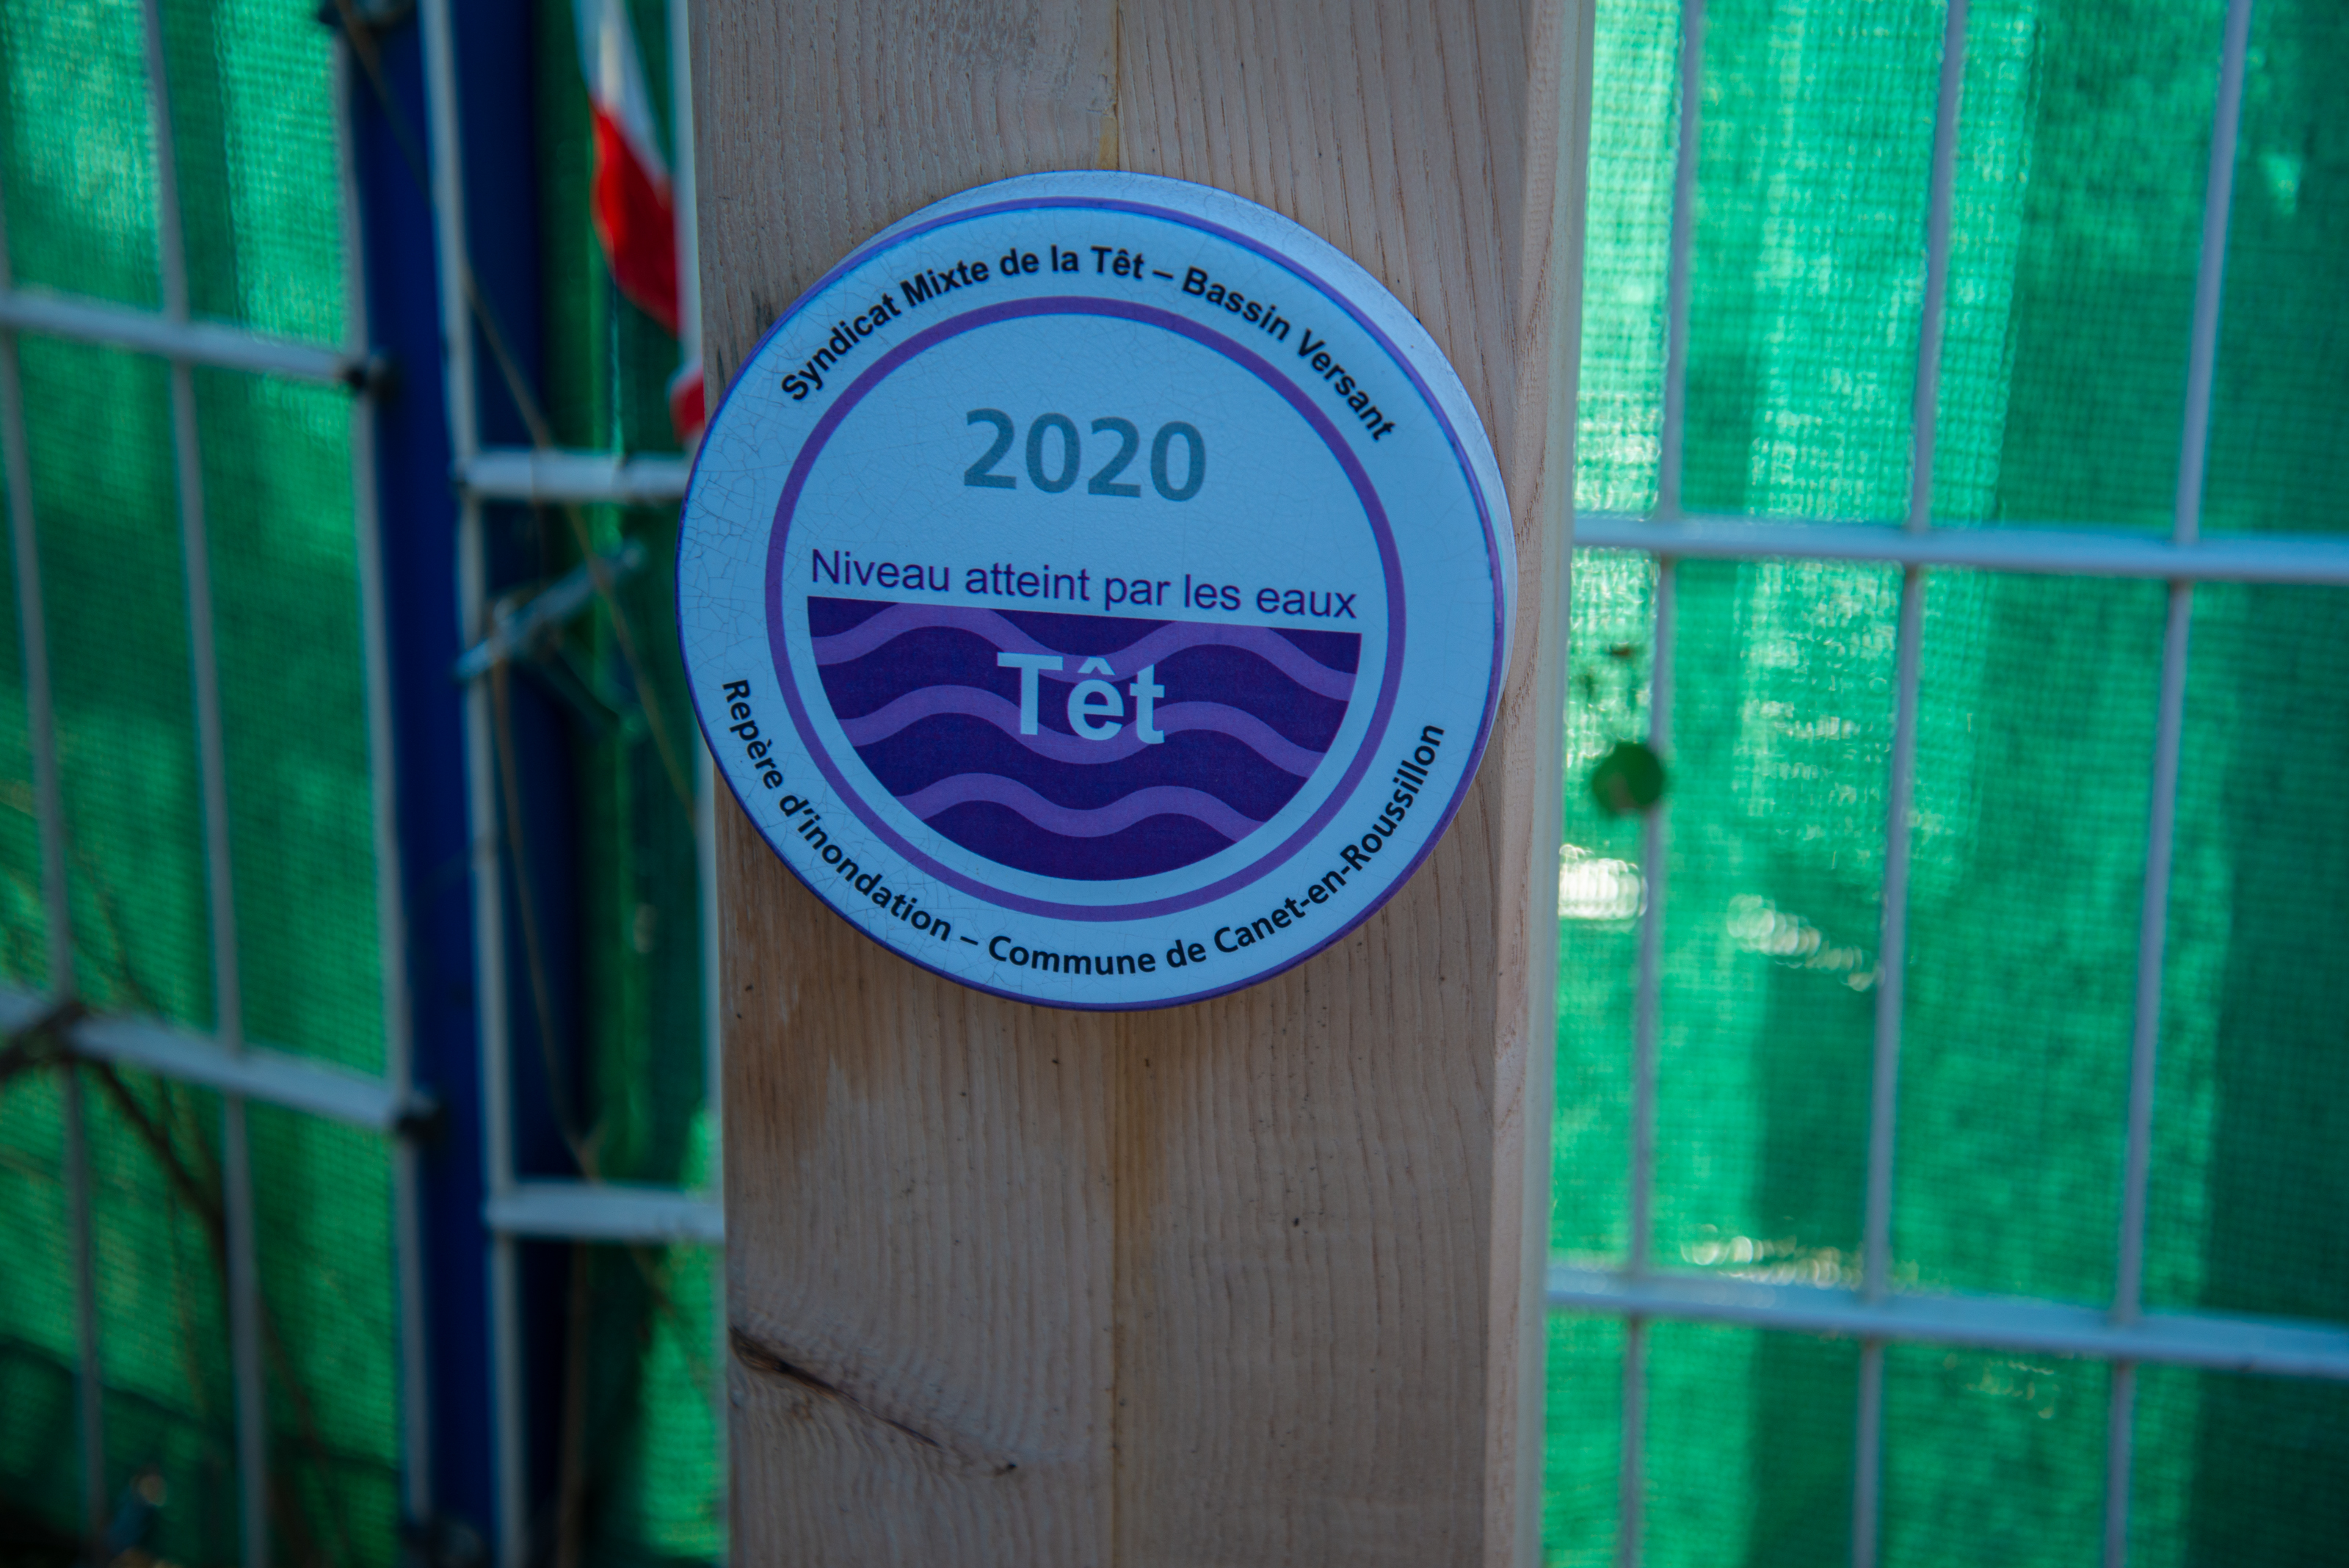 Syndicat Mixte de la Têt – Bassin Versant
2020
Niveau atteint par les eaux
Têt
Repère d'inondation – Commune de Canet-en-Roussillon